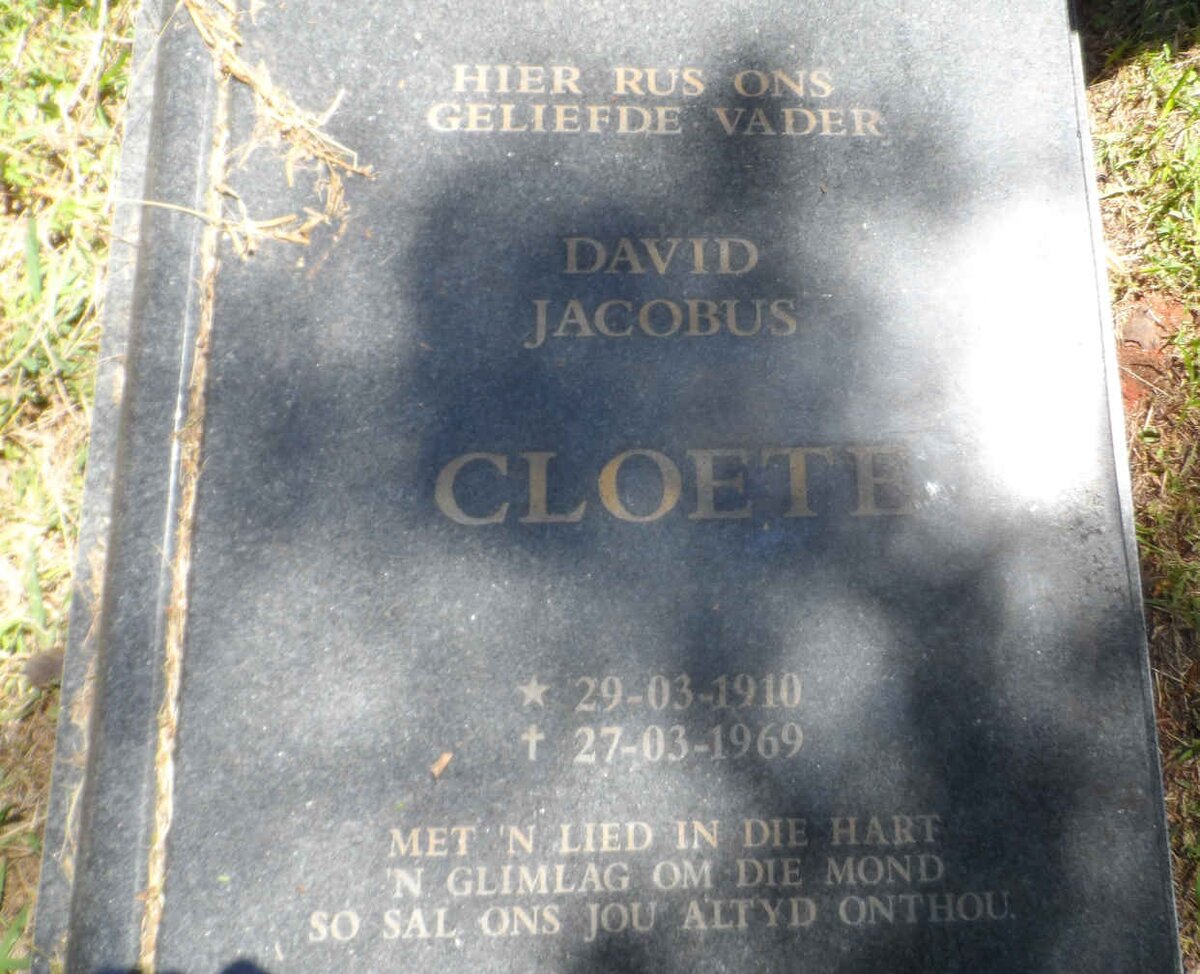 HIER RUS ONS
GELIEFDE VADER
DAVID
JACOBUS
CLOETE
★ 29-03-1910
✝ 27-03-1969
MET 'N LIED IN DIE HART
'N GLIMLAG OM DIE MOND
SO SAL ONS JOU ALTYD ONTHOU.